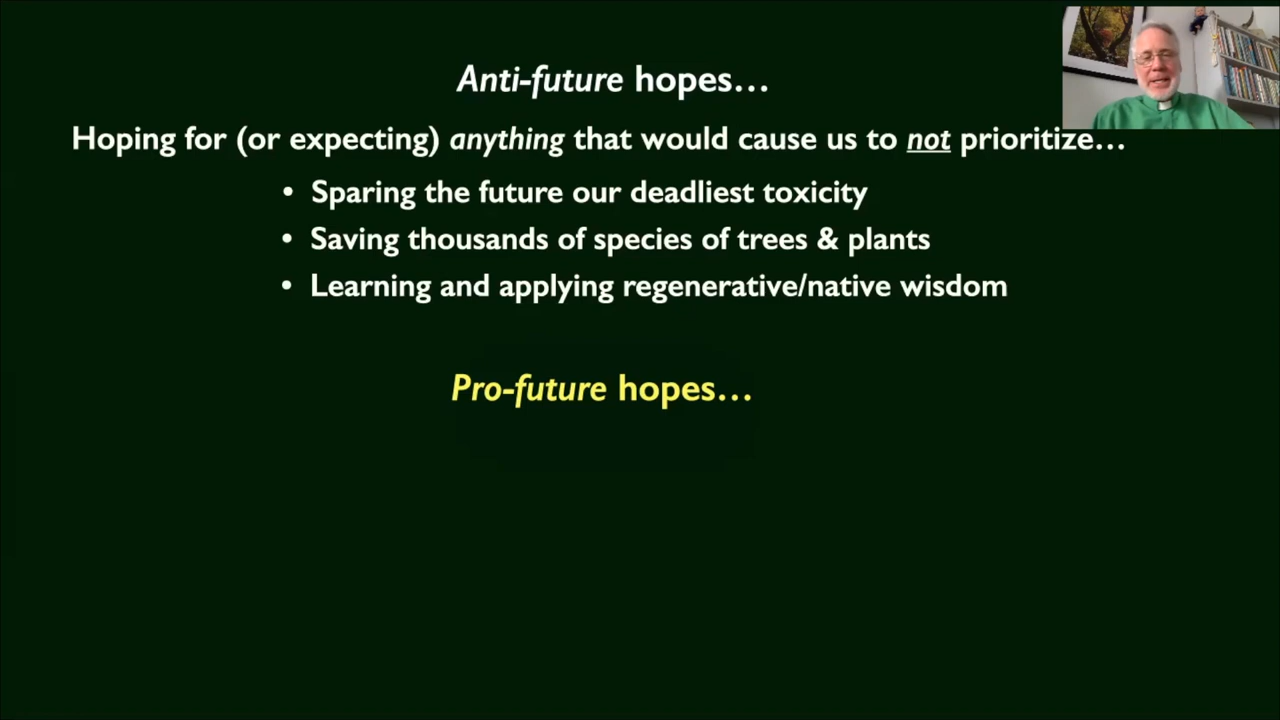 Anti-future hopes…
Hoping for (or expecting) anything that would cause us to not prioritize…
• Sparing the future our deadliest toxicity
• Saving thousands of species of trees & plants
• Learning and applying regenerative/native wisdom
Pro-future hopes…